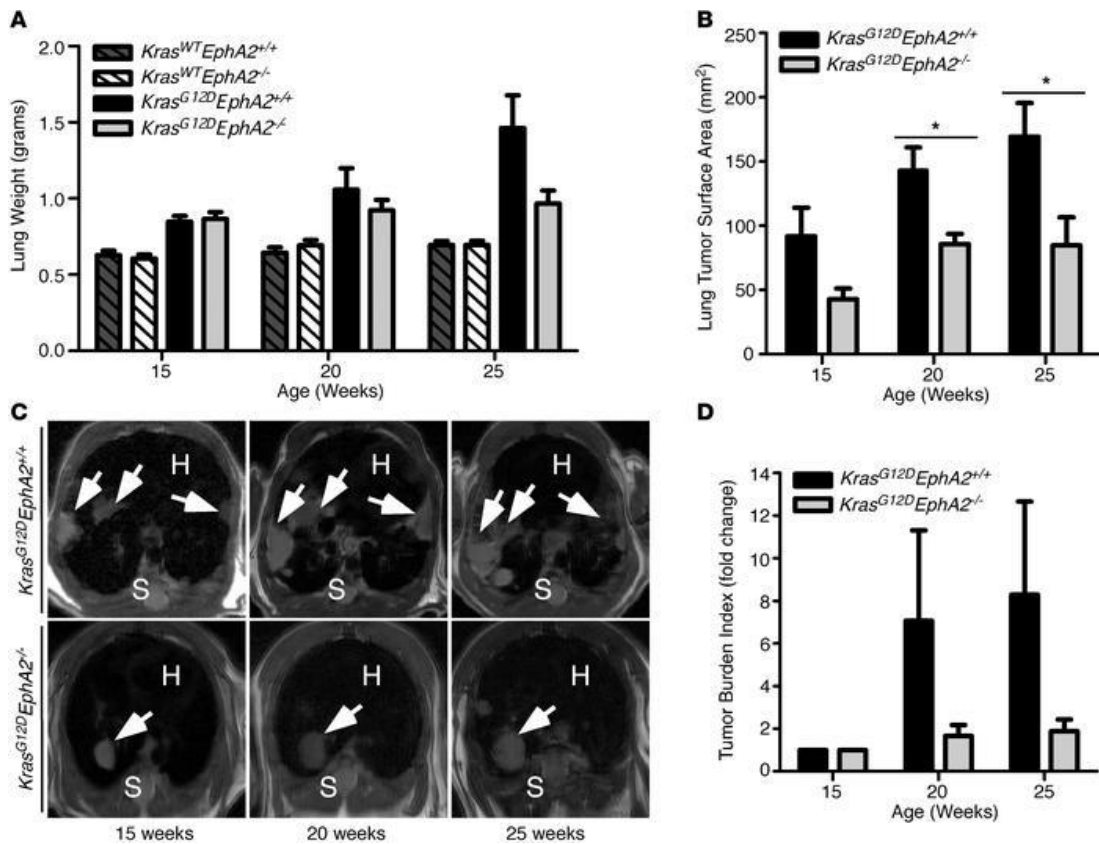 A
Kras^WT EphA2^+/+
Kras^WT EphA2^-/-
Kras^G12D EphA2^+/+
Kras^G12D EphA2^-/-
Lung Weight (grams)
2.0
1.5
1.0
0.5
0.0
15 20 25
Age (Weeks)
B
Kras^G12D EphA2^+/+
Kras^G12D EphA2^-/-
Lung Tumor Surface Area (mm²)
250
200
150
100
50
0
* *
15 20 25
Age (Weeks)
C
Kras^G12D EphA2^+/+
H H H
S S S
Kras^G12D EphA2^-/-
H H H
S S S
15 weeks 20 weeks 25 weeks
D
Kras^G12D EphA2^+/+
Kras^G12D EphA2^-/-
Tumor Burden Index (fold change)
14
12
10
8
6
4
2
0
15 20 25
Age (Weeks)